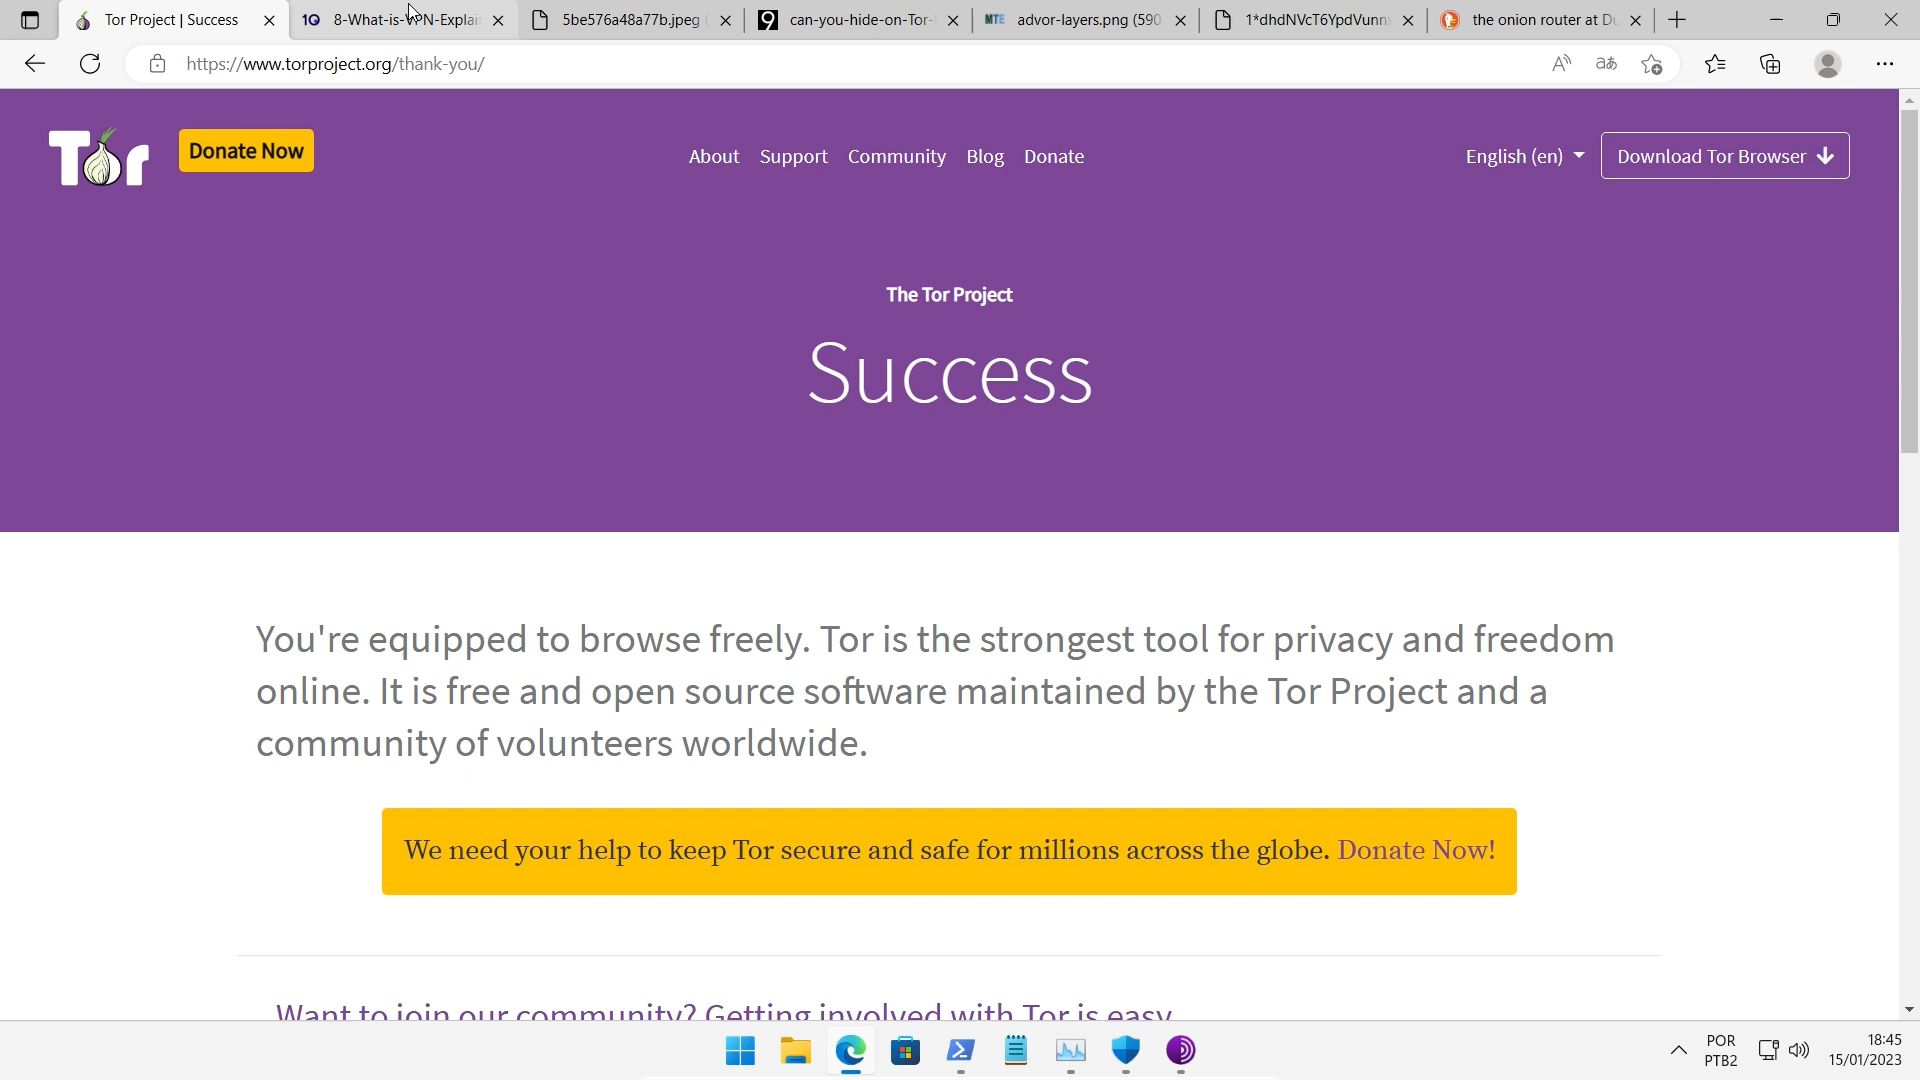 Tor Project | Success
8-What-is-VPN-Explai
5be576a48a77b.jpeg (
can-you-hide-on-Tor-
MTE advor-layers.png (590
1*dhdNVcT6YpdVunn
the onion router at Du
https://www.torproject.org/thank-you/
Tor
Donate Now
About
Support
Community
Blog
Donate
English (en)
Download Tor Browser
The Tor Project
Success
You're equipped to browse freely. Tor is the strongest tool for privacy and freedom
online. It is free and open source software maintained by the Tor Project and a
community of volunteers worldwide.
We need your help to keep Tor secure and safe for millions across the globe. Donate Now!
Want to join our community? Getting involved with Tor is easy
POR
PTB2
18:45
15/01/2023